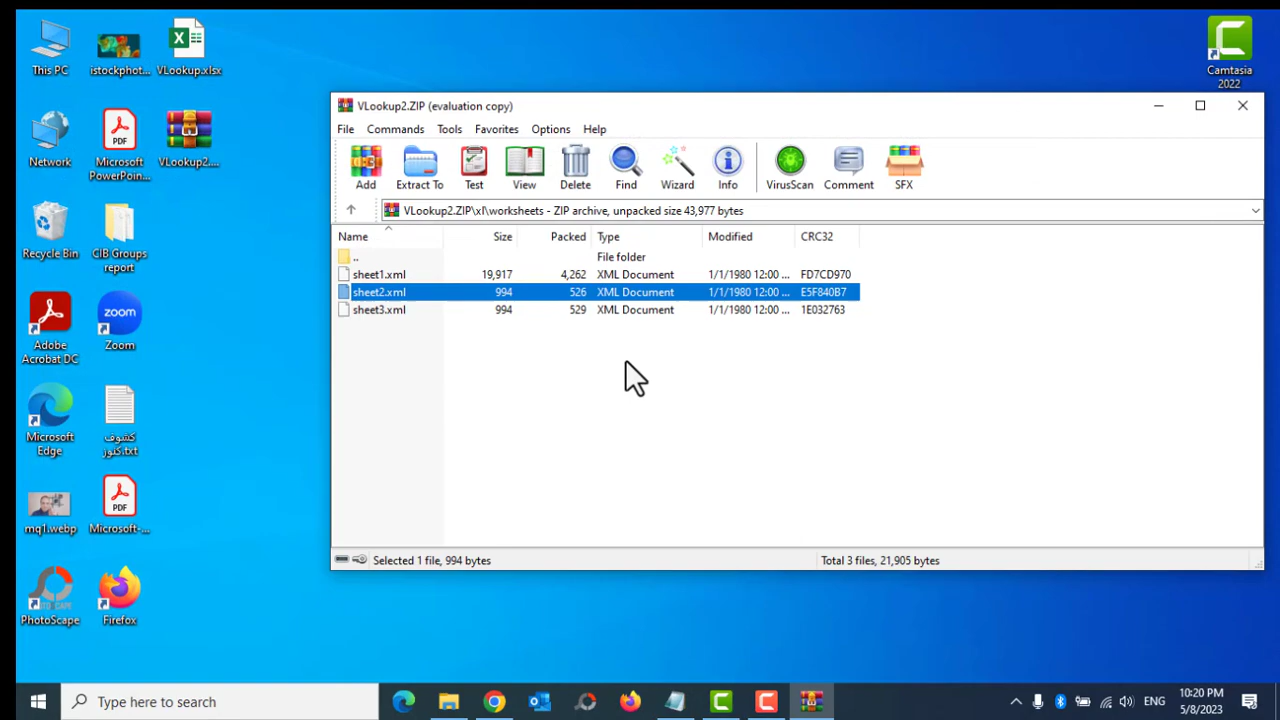 This PC
istockphot...
VLookup.xlsx
Camtasia
2022
Network
PDF
Microsoft
PowerPoin...
VLookup2....
Recycle Bin
CIB Groups
report
Adobe
Acrobat DC
zoom
Zoom
Microsoft
Edge
كشوف
كنوز.txt
mq1.webp
PDF
Microsoft-...
PhotoScape
Firefox
VLookup2.ZIP (evaluation copy)
File Commands Tools Favorites Options Help
Add Extract To Test View Delete Find Wizard Info VirusScan Comment SFX
VLookup2.ZIP\xl\worksheets - ZIP archive, unpacked size 43,977 bytes
Name Size Packed Type Modified CRC32
.. File folder
sheet1.xml 19,917 4,262 XML Document 1/1/1980 12:00 ... FD7CD970
sheet2.xml 994 526 XML Document 1/1/1980 12:00 ... E5F840B7
sheet3.xml 994 529 XML Document 1/1/1980 12:00 ... 1E032763
Selected 1 file, 994 bytes
Total 3 files, 21,905 bytes
Type here to search
ENG
10:20 PM
5/8/2023